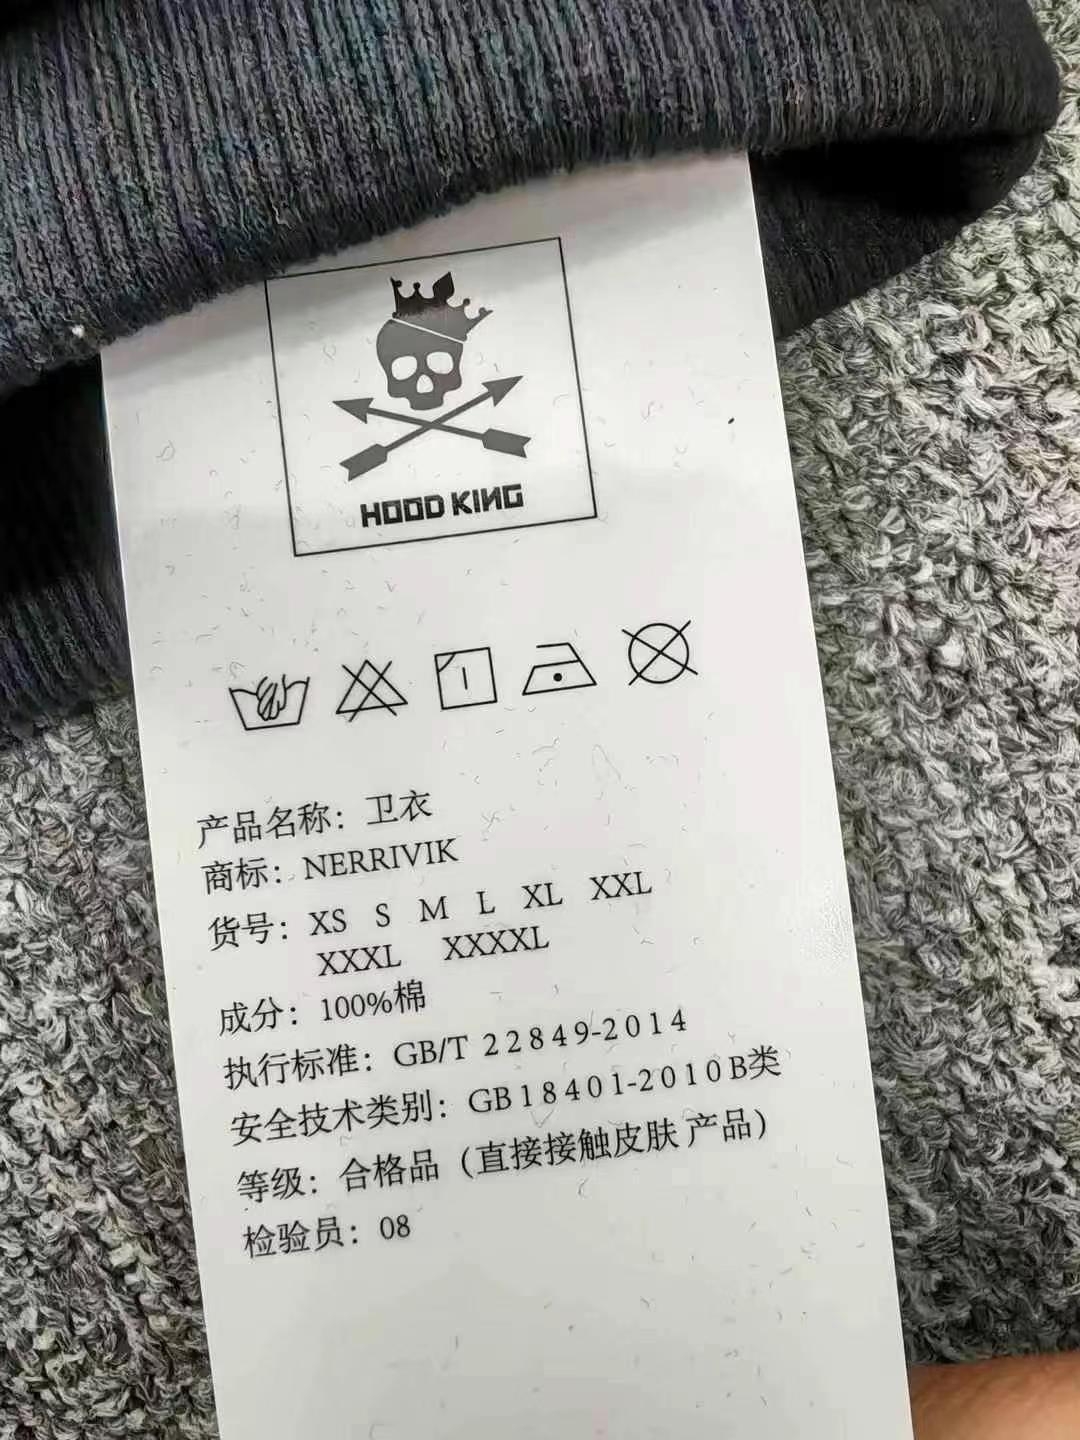 HOOD KING
产品名称：卫衣
商标：NERRIVIK
货号：XS S M L XL XXL
XXXL XXXXL
成分：100%棉
执行标准：GB/T 22849-2014
安全技术类别：GB18401-2010B类
等级：合格品（直接接触皮肤 产品）
检验员：08